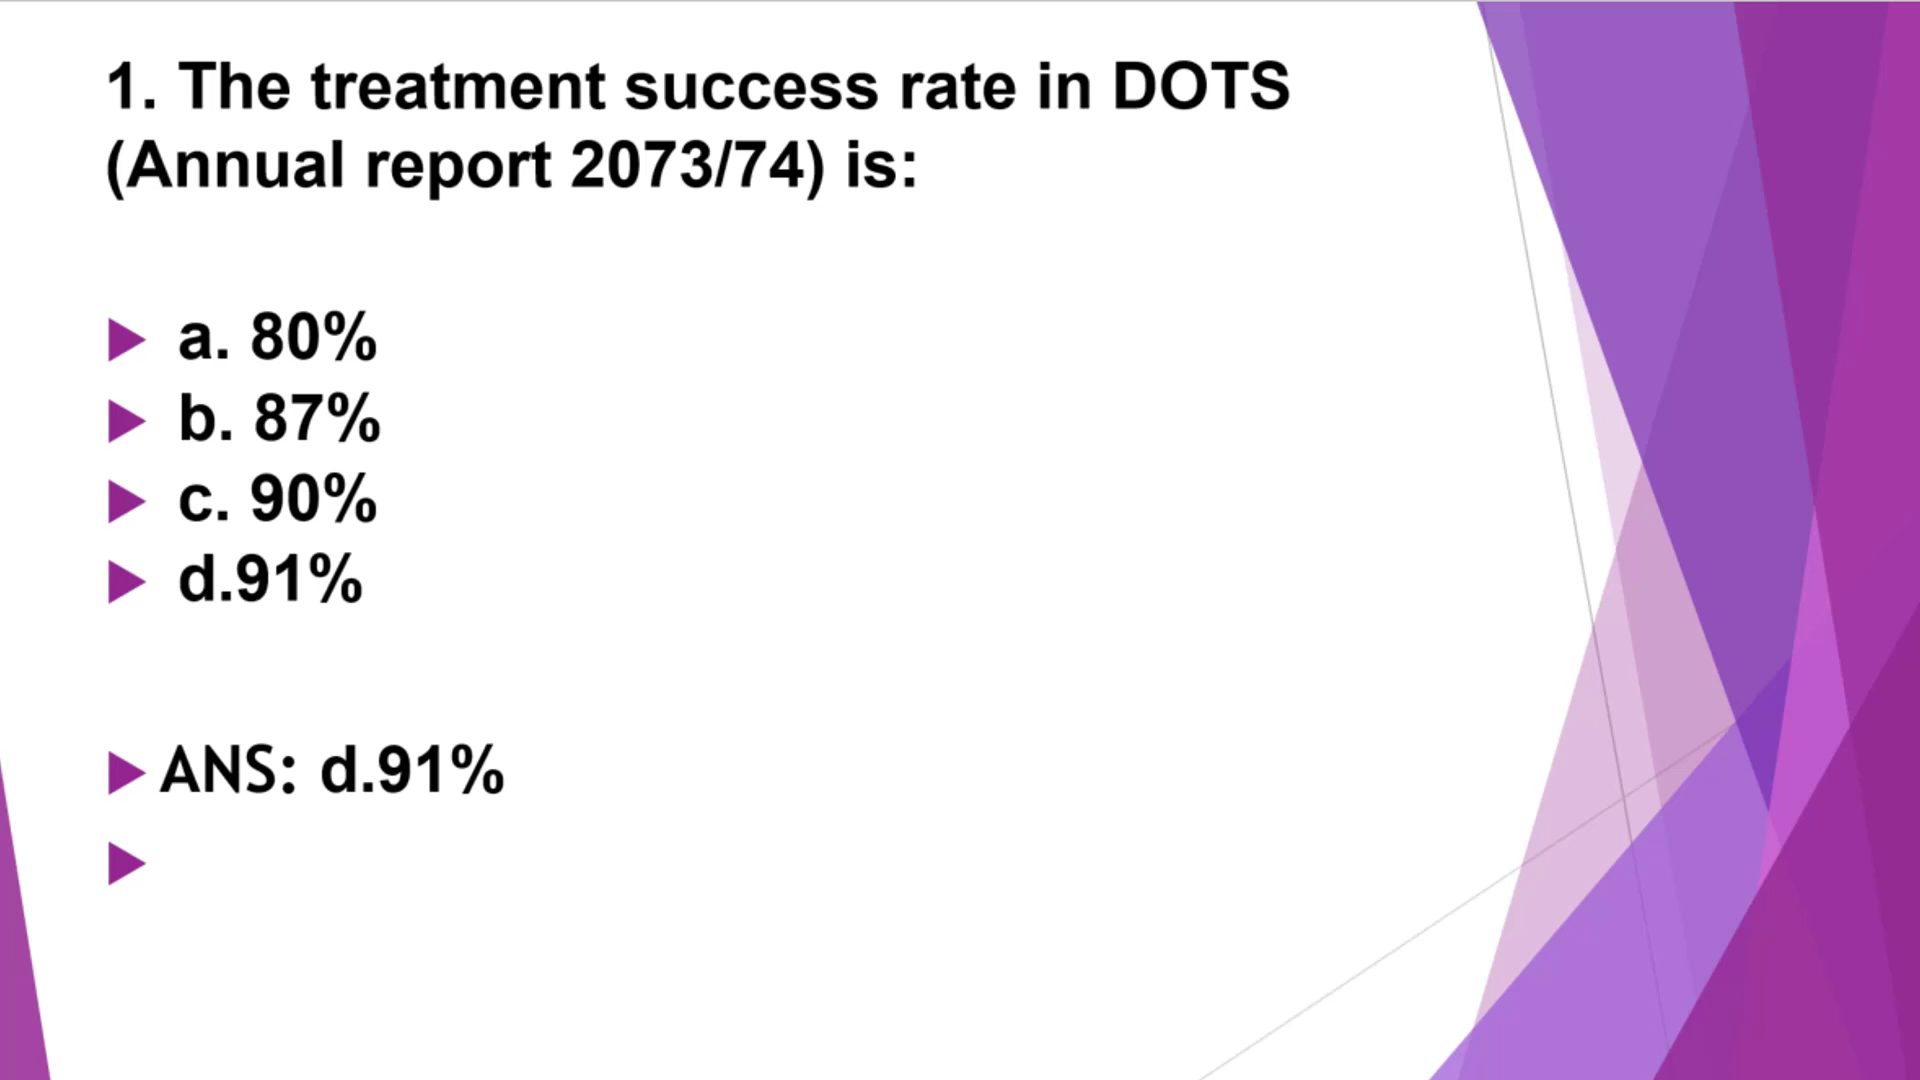 1. The treatment success rate in DOTS
(Annual report 2073/74) is:
a. 80%
b. 87%
c. 90%
d.91%
ANS: d.91%